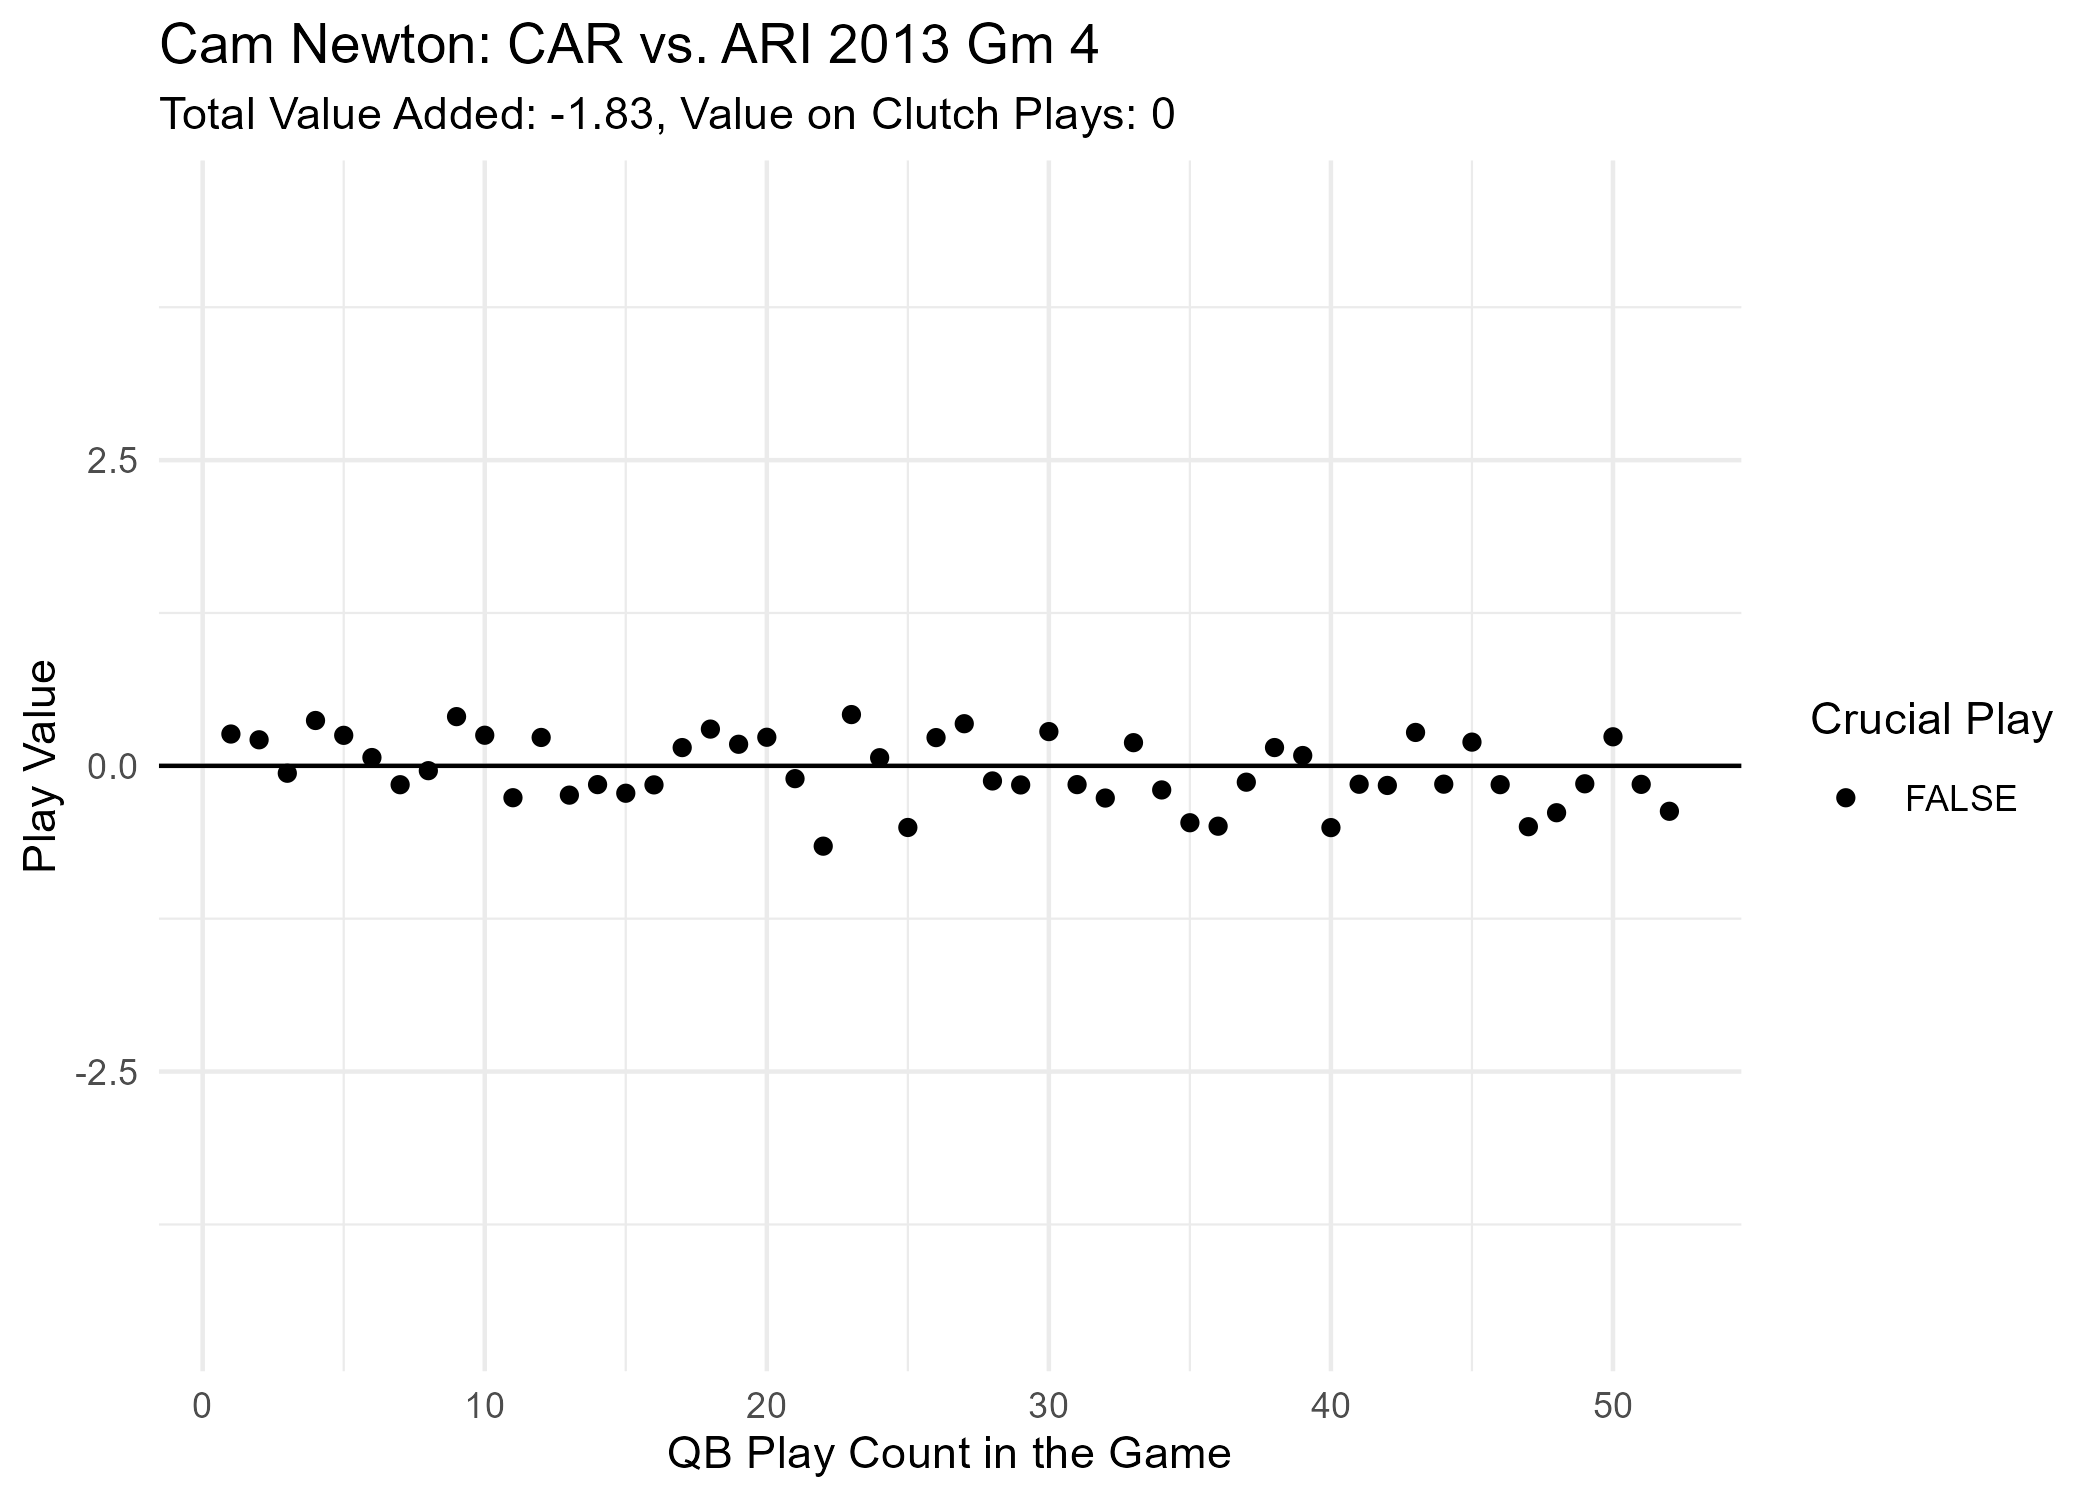 Cam Newton: CAR vs. ARI 2013 Gm 4
Total Value Added: -1.83, Value on Clutch Plays: 0
Play Value
2.5
0.0
-2.5
0 10 20 30 40 50
QB Play Count in the Game
Crucial Play
FALSE